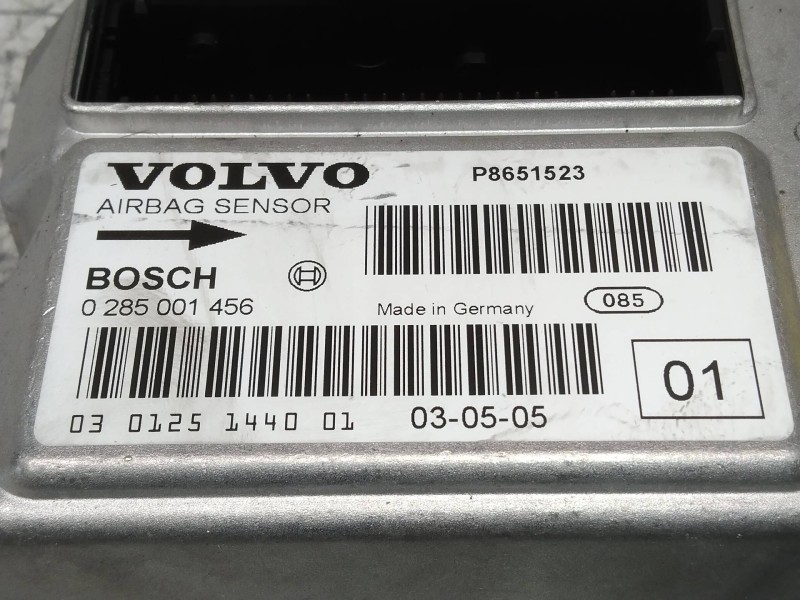 VOLVO
P8651523
AIRBAG SENSOR
BOSCH
0 285 001 456
Made in Germany
085
03 01251 1440 01
03-05-05
01